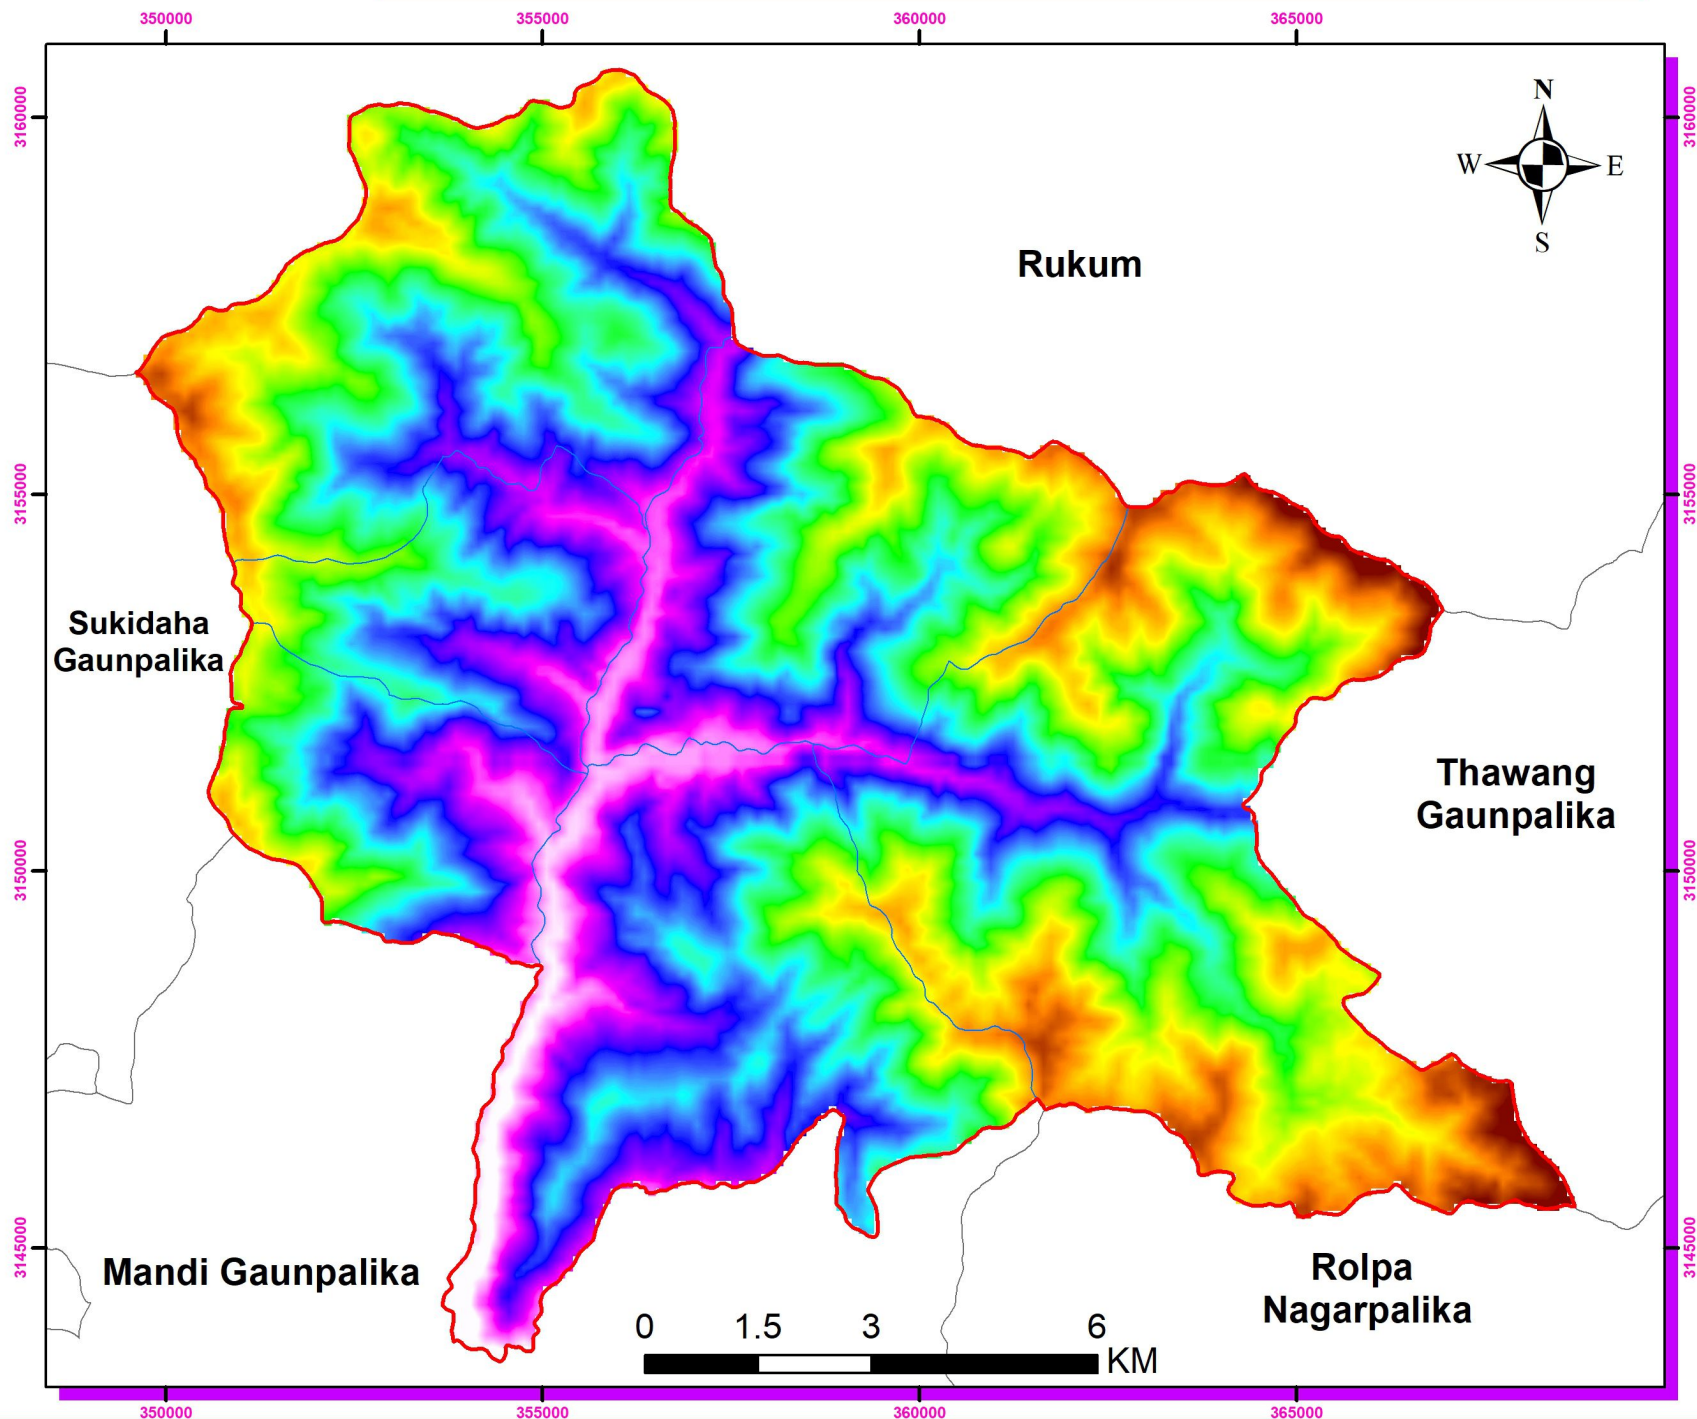 350000 355000 360000 365000
3160000
3160000
N
W E
S
Rukum
3155000
3155000
Sukidaha
Gaunpalika
Thawang
Gaunpalika
3150000
3150000
Mandi Gaunpalika
Rolpa
Nagarpalika
3145000
3145000
0 1.5 3 6
KM
350000 355000 360000 365000